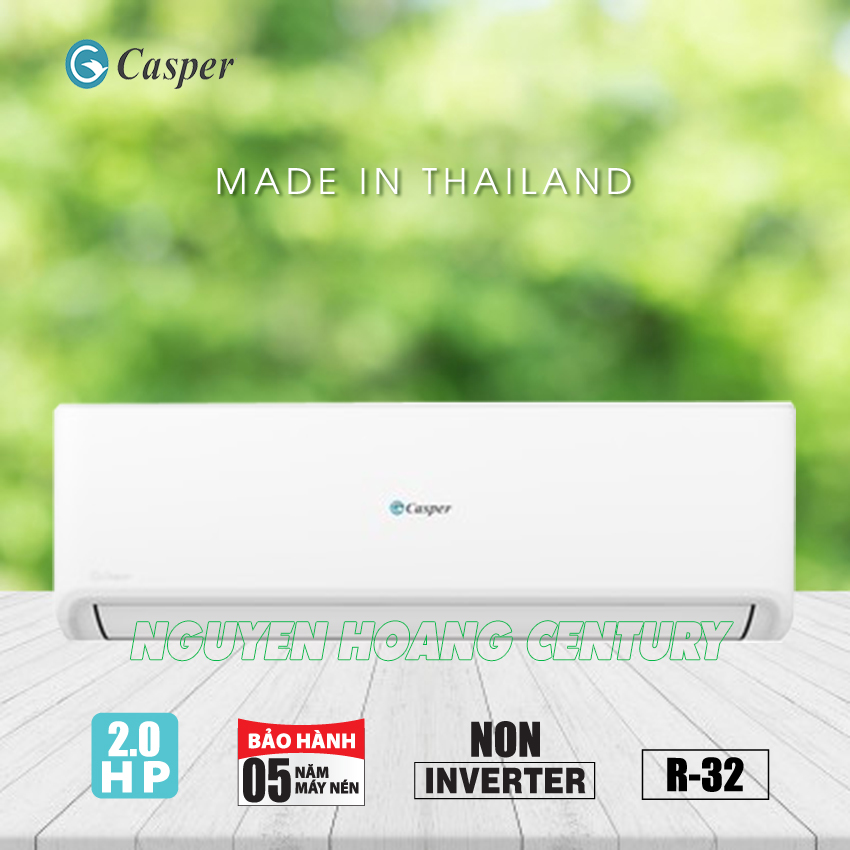 Casper
MADE IN THAILAND
Casper
NGUYEN HOANG CENTURY
2.0
HP
BẢO HÀNH
05 NĂM
MÁY NÉN
NON
INVERTER
R-32